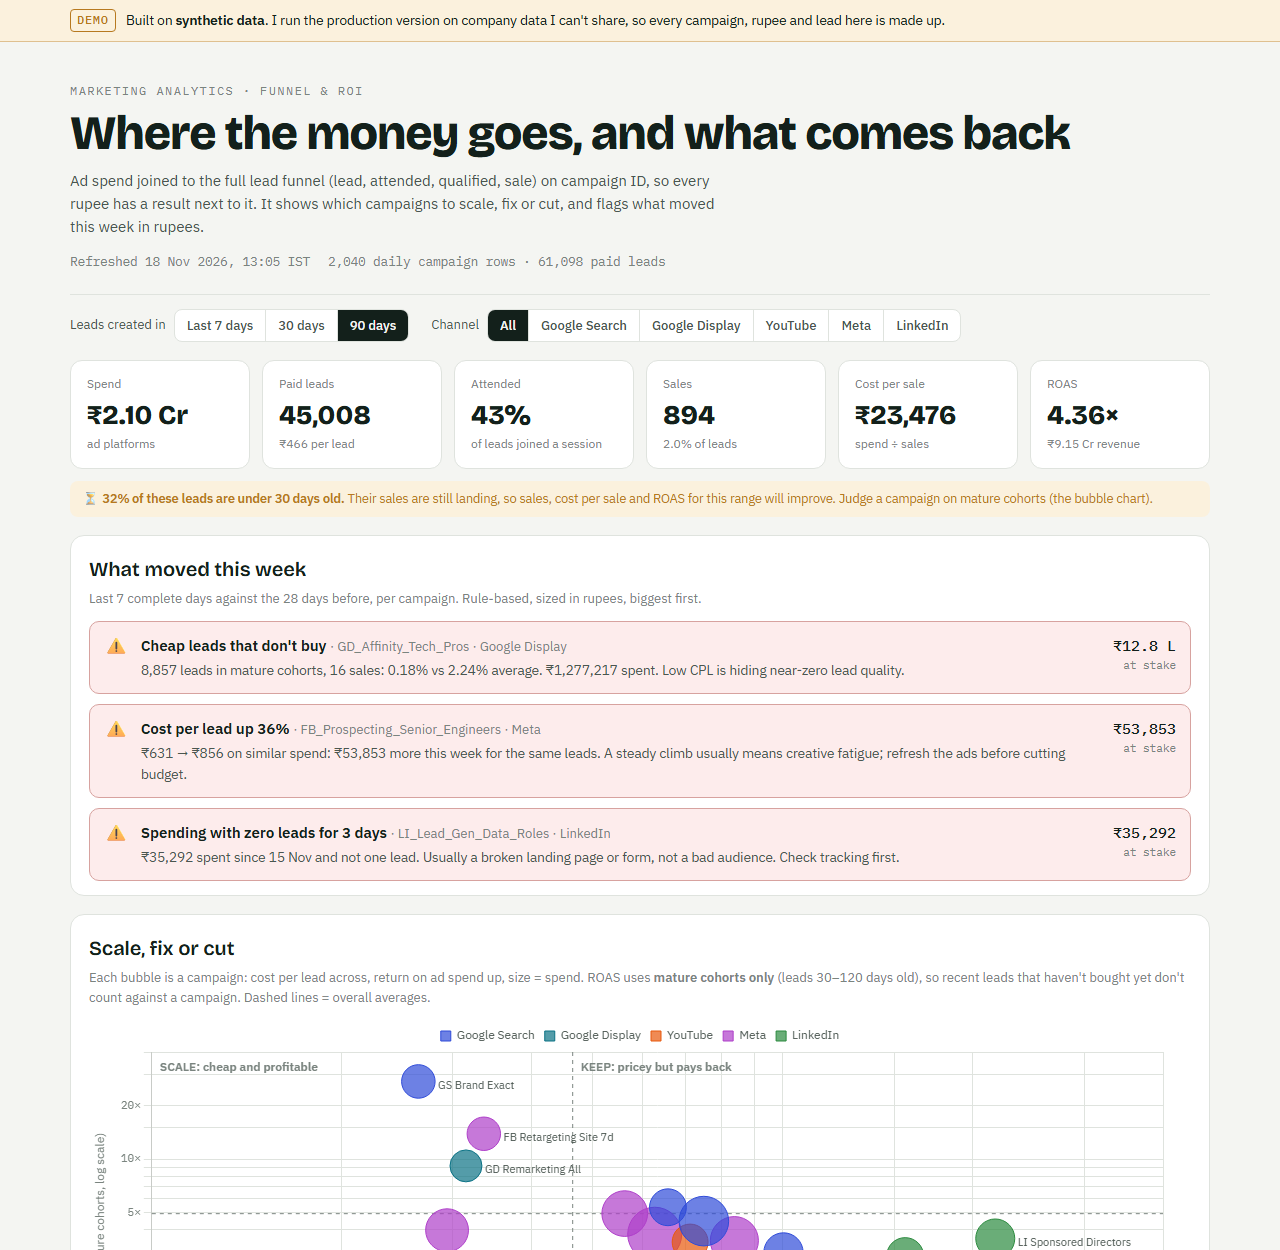 DEMO Built on synthetic data. I run the production version on company data I can't share, so every campaign, rupee and lead here is made up.
MARKETING ANALYTICS · FUNNEL & ROI
Where the money goes, and what comes back
Ad spend joined to the full lead funnel (lead, attended, qualified, sale) on campaign ID, so every
rupee has a result next to it. It shows which campaigns to scale, fix or cut, and flags what moved
this week in rupees.
Refreshed 18 Nov 2026, 13:05 IST 2,040 daily campaign rows · 61,098 paid leads
Leads created in Last 7 days 30 days 90 days Channel All Google Search Google Display YouTube Meta LinkedIn
Spend Paid leads Attended Sales Cost per sale ROAS
₹2.10 Cr 45,008 43% 894 ₹23,476 4.36×
ad platforms ₹466 per lead of leads joined a session 2.0% of leads spend ÷ sales ₹9.15 Cr revenue
⏳ 32% of these leads are under 30 days old. Their sales are still landing, so sales, cost per sale and ROAS for this range will improve. Judge a campaign on mature cohorts (the bubble chart).
What moved this week
Last 7 complete days against the 28 days before, per campaign. Rule-based, sized in rupees, biggest first.
⚠️ Cheap leads that don't buy · GD_Affinity_Tech_Pros · Google Display ₹12.8 L
8,857 leads in mature cohorts, 16 sales: 0.18% vs 2.24% average. ₹1,277,217 spent. Low CPL is hiding near-zero lead quality. at stake
⚠️ Cost per lead up 36% · FB_Prospecting_Senior_Engineers · Meta ₹53,853
₹631 → ₹856 on similar spend: ₹53,853 more this week for the same leads. A steady climb usually means creative fatigue; refresh the ads before cutting at stake
budget.
⚠️ Spending with zero leads for 3 days · LI_Lead_Gen_Data_Roles · LinkedIn ₹35,292
₹35,292 spent since 15 Nov and not one lead. Usually a broken landing page or form, not a bad audience. Check tracking first. at stake
Scale, fix or cut
Each bubble is a campaign: cost per lead across, return on ad spend up, size = spend. ROAS uses mature cohorts only (leads 30–120 days old), so recent leads that haven't bought yet don't
count against a campaign. Dashed lines = overall averages.
Google Search Google Display YouTube Meta LinkedIn
SCALE: cheap and profitable KEEP: pricey but pays back
GS Brand Exact
20×
FB Retargeting Site 7d
10×
GD Remarketing All
5×
ure cohorts, log scale)
LI Sponsored Directors